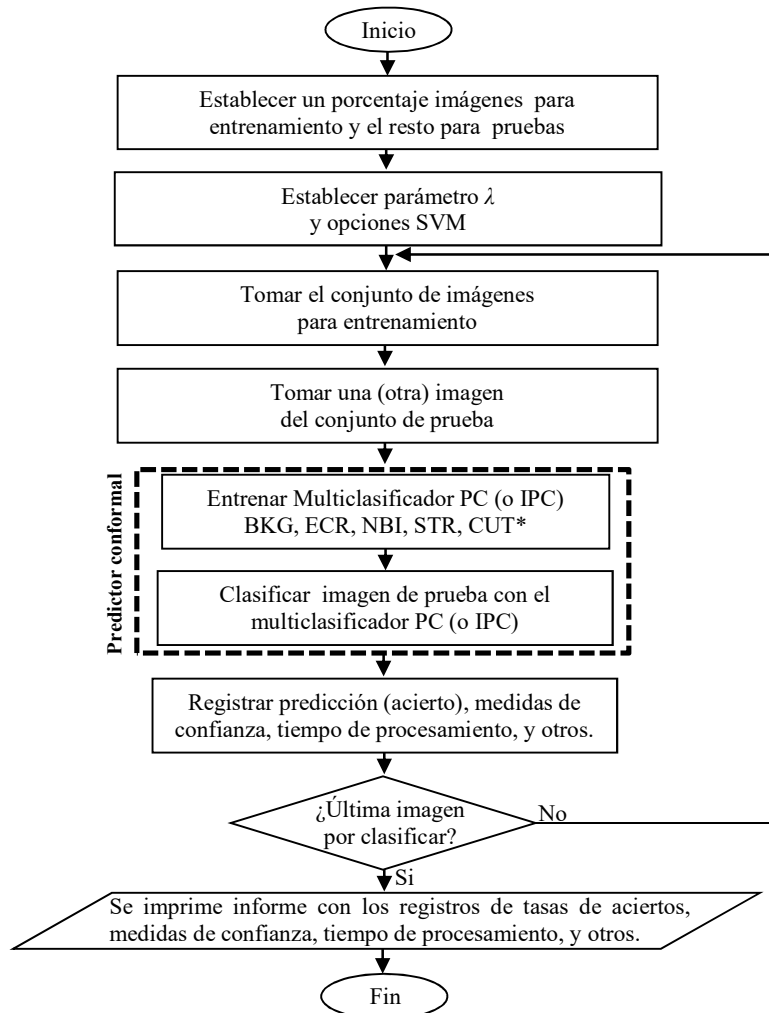 Inicio
Establecer un porcentaje imágenes para
entrenamiento y el resto para pruebas
Establecer parámetro λ
y opciones SVM
Tomar el conjunto de imágenes
para entrenamiento
Tomar una (otra) imagen
del conjunto de prueba
Predictor conformal
Entrenar Multiclasificador PC (o IPC)
BKG, ECR, NBI, STR, CUT*
Clasificar imagen de prueba con el
multiclasificador PC (o IPC)
Registrar predicción (acierto), medidas de
confianza, tiempo de procesamiento, y otros.
¿Última imagen
por clasificar?
No
Si
Se imprime informe con los registros de tasas de aciertos,
medidas de confianza, tiempo de procesamiento, y otros.
Fin